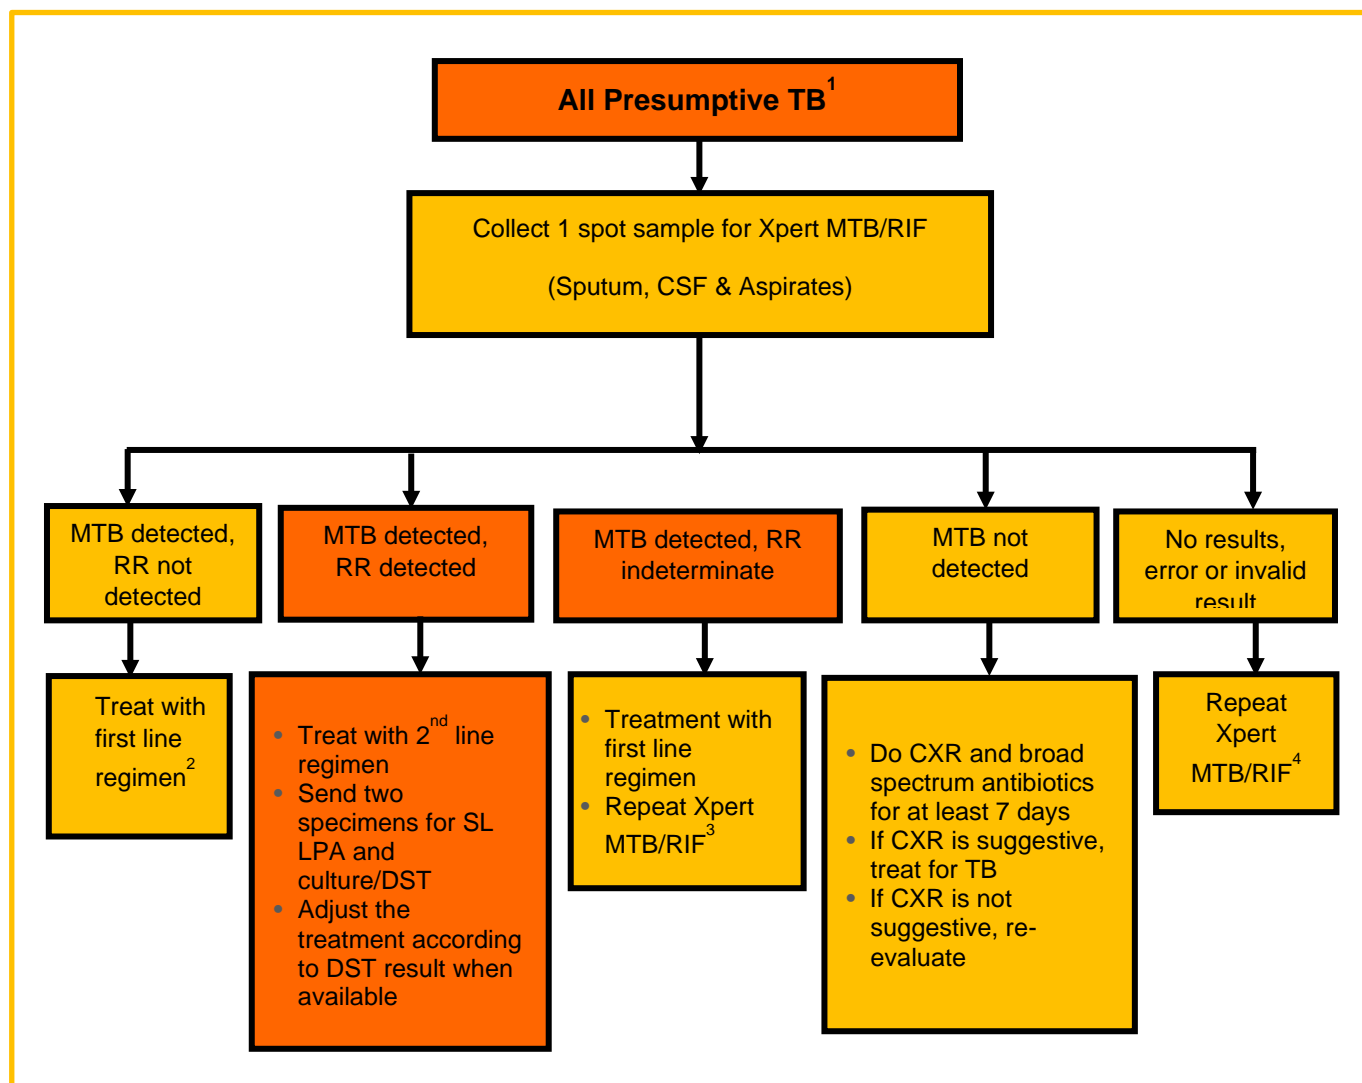 All Presumptive TB1
Collect 1 spot sample for Xpert MTB/RIF
(Sputum, CSF & Aspirates)
MTB detected,
RR not
detected
MTB detected,
RR detected
MTB detected, RR
indeterminate
MTB not
detected
No results,
error or invalid
result
Treat with
first line
regimen2
• Treat with 2nd line
regimen
• Send two
specimens for SL
LPA and
culture/DST
• Adjust the
treatment according
to DST result when
available
• Treatment with
first line
regimen
• Repeat Xpert
MTB/RIF3
• Do CXR and broad
spectrum antibiotics
for at least 7 days
• If CXR is suggestive,
treat for TB
• If CXR is not
suggestive, re-
evaluate
Repeat
Xpert
MTB/RIF4